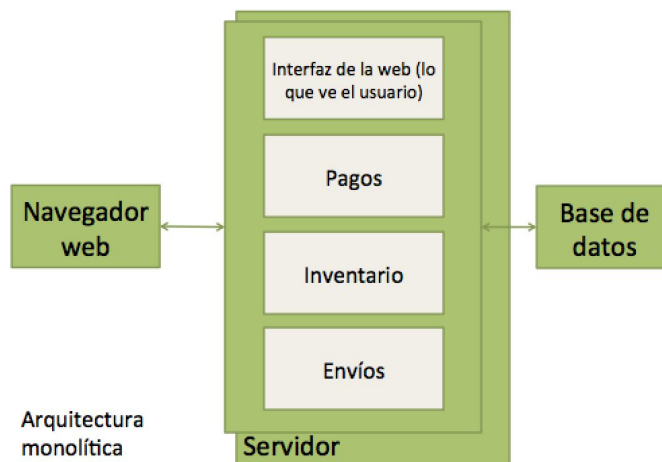 Interfaz de la web (lo
que ve el usuario)
Pagos
Navegador
web
Base de
datos
Inventario
Envíos
Arquitectura
monolítica
Servidor